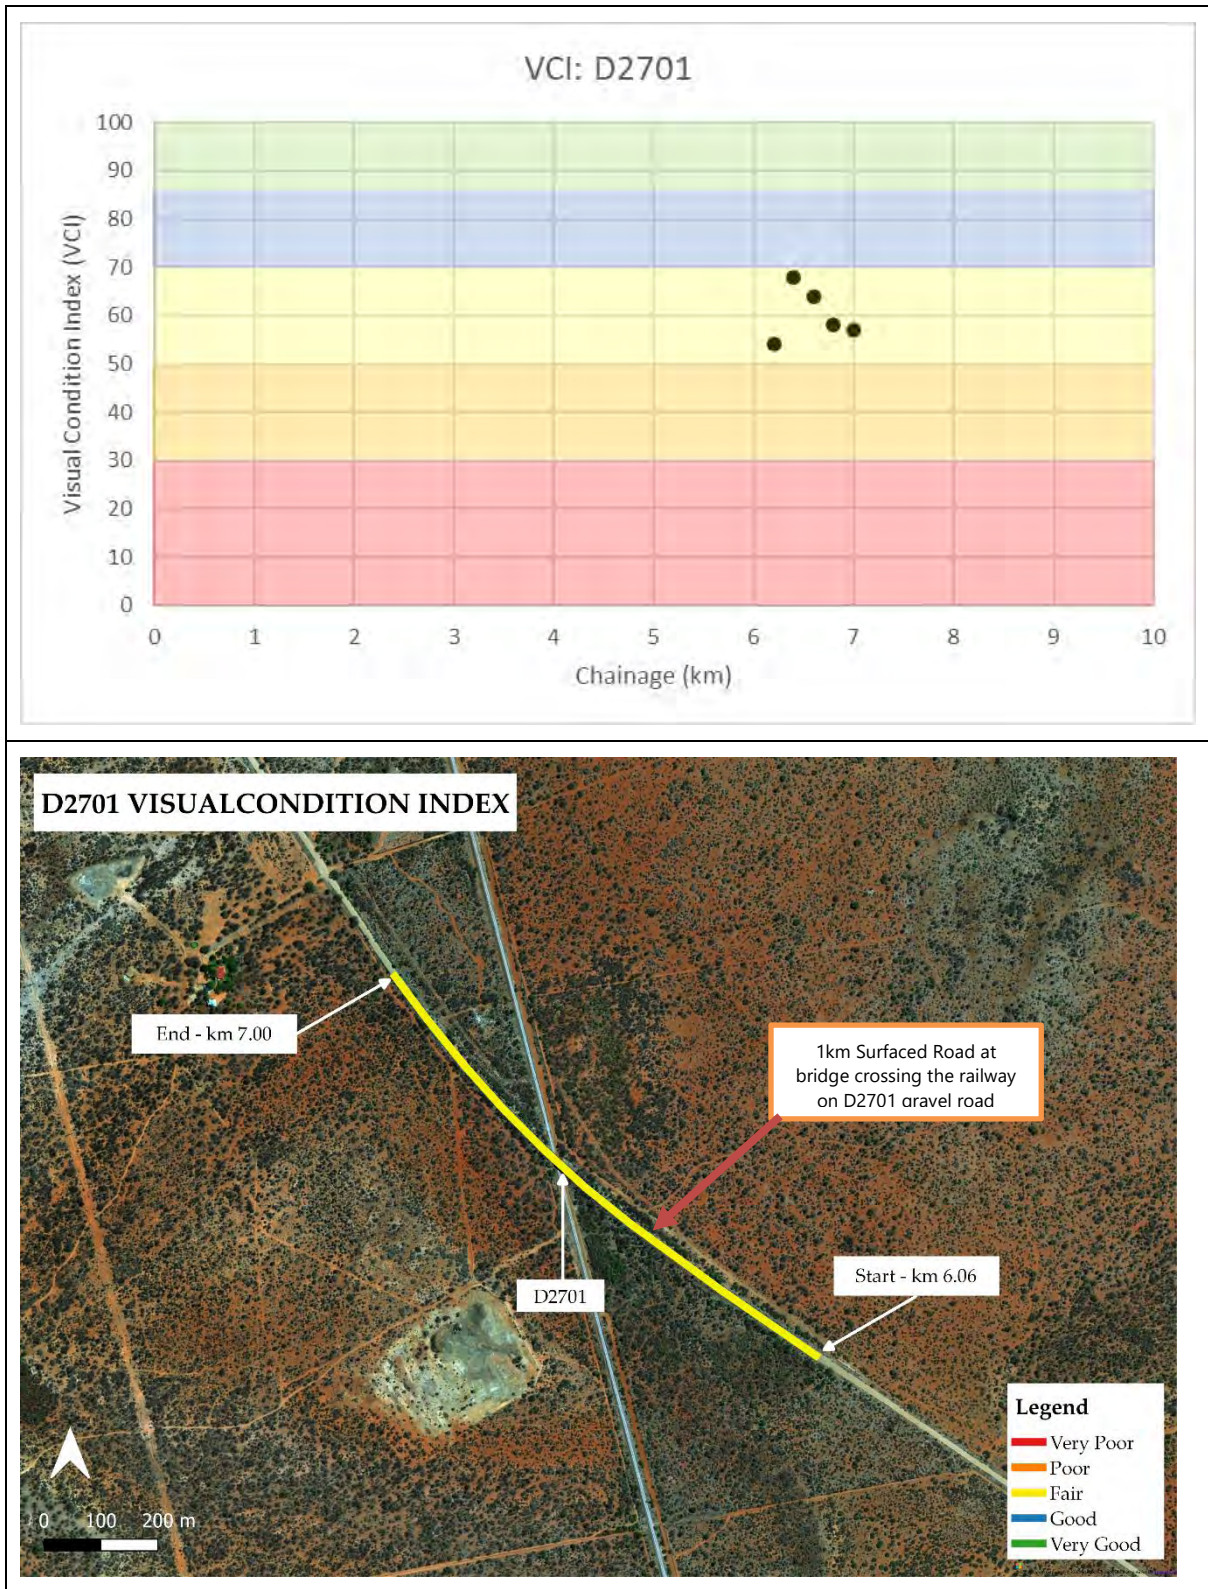 VCI: D2701
Visual Condition Index (VCI)
100
90
80
70
60
50
40
30
20
10
0
0 1 2 3 4 5 6 7 8 9 10
Chainage (km)
D2701 VISUALCONDITION INDEX
End - km 7.00
1km Surfaced Road at
bridge crossing the railway
on D2701 gravel road
D2701
Start - km 6.06
Legend
Very Poor
Poor
Fair
Good
Very Good
0 100 200 m